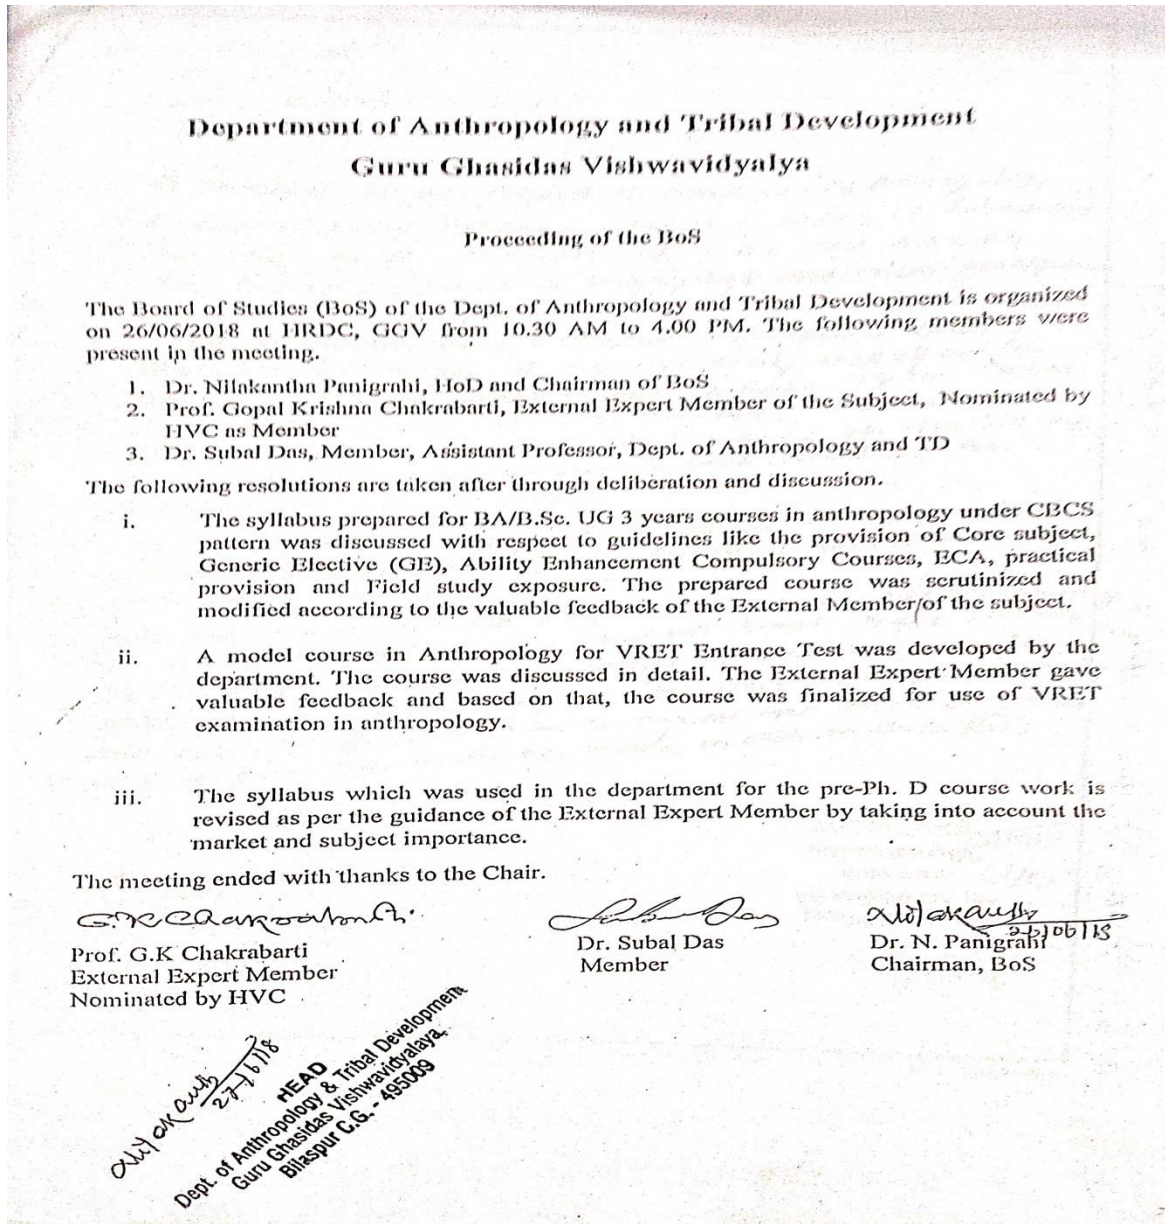 Department of Anthropology and Tribal Development
Guru Ghasidas Vishwavidyalya
Proceeding of the BoS
The Board of Studies (BoS) of the Dept. of Anthropology and Tribal Development is organized
on 26/06/2018 at HRDC, GGV from 10.30 AM to 4.00 PM. The following members were
present in the meeting.
1. Dr. Nilakantha Panigrahi, HoD and Chairman of BoS
2. Prof. Gopal Krishna Chakrabarti, External Expert Member of the Subject, Nominated by
HVC as Member
3. Dr. Subal Das, Member, Assistant Professor, Dept. of Anthropology and TD
The following resolutions are taken after through deliberation and discussion.
i. The syllabus prepared for BA/B.Sc. UG 3 years courses in anthropology under CBCS
pattern was discussed with respect to guidelines like the provision of Core subject,
Generic Elective (GE), Ability Enhancement Compulsory Courses, ECA, practical
provision and Field study exposure. The prepared course was scrutinized and
modified according to the valuable feedback of the External Member of the subject.
ii. A model course in Anthropology for VRET Entrance Test was developed by the
department. The course was discussed in detail. The External Expert Member gave
valuable feedback and based on that, the course was finalized for use of VRET
examination in anthropology.
iii. The syllabus which was used in the department for the pre-Ph. D course work is
revised as per the guidance of the External Expert Member by taking into account the
market and subject importance.
The meeting ended with thanks to the Chair.
26/06/18
Prof. G.K Chakrabarti
External Expert Member
Nominated by HVC
Dr. Subal Das
Member
Dr. N. Panigrahi
Chairman, BoS
27/6/18
HEAD
Dept. of Anthropology & Tribal Development
Guru Ghasidas Vishwavidyalaya,
Bilaspur C.G. - 495009